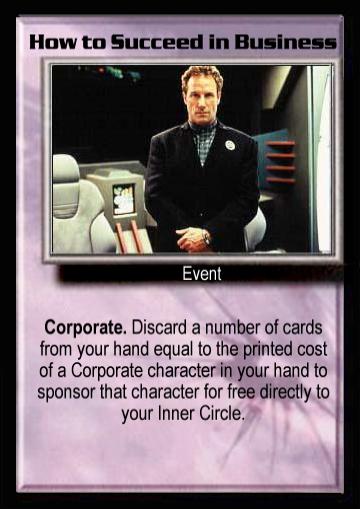 How to Succeed in Business
Event
Corporate. Discard a number of cards
from your hand equal to the printed cost
of a Corporate character in your hand to
sponsor that character for free directly to
your Inner Circle.